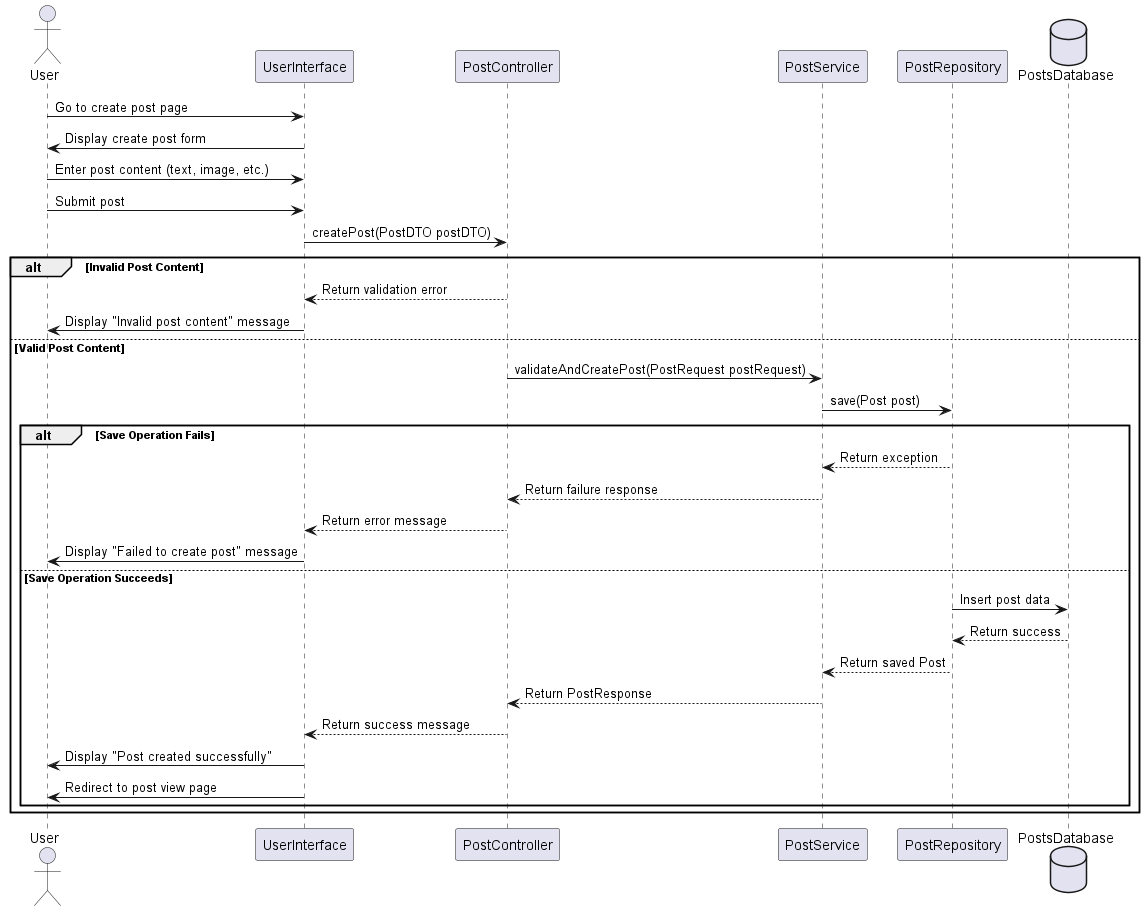 User
UserInterface
PostController
PostService
PostRepository
PostsDatabase
Go to create post page
Display create post form
Enter post content (text, image, etc.)
Submit post
createPost(PostDTO postDTO)
alt
[Invalid Post Content]
Return validation error
Display "Invalid post content" message
[Valid Post Content]
validateAndCreatePost(PostRequest postRequest)
save(Post post)
alt
[Save Operation Fails]
Return exception
Return failure response
Return error message
Display "Failed to create post" message
[Save Operation Succeeds]
Insert post data
Return success
Return saved Post
Return PostResponse
Return success message
Display "Post created successfully"
Redirect to post view page
User
UserInterface
PostController
PostService
PostRepository
PostsDatabase